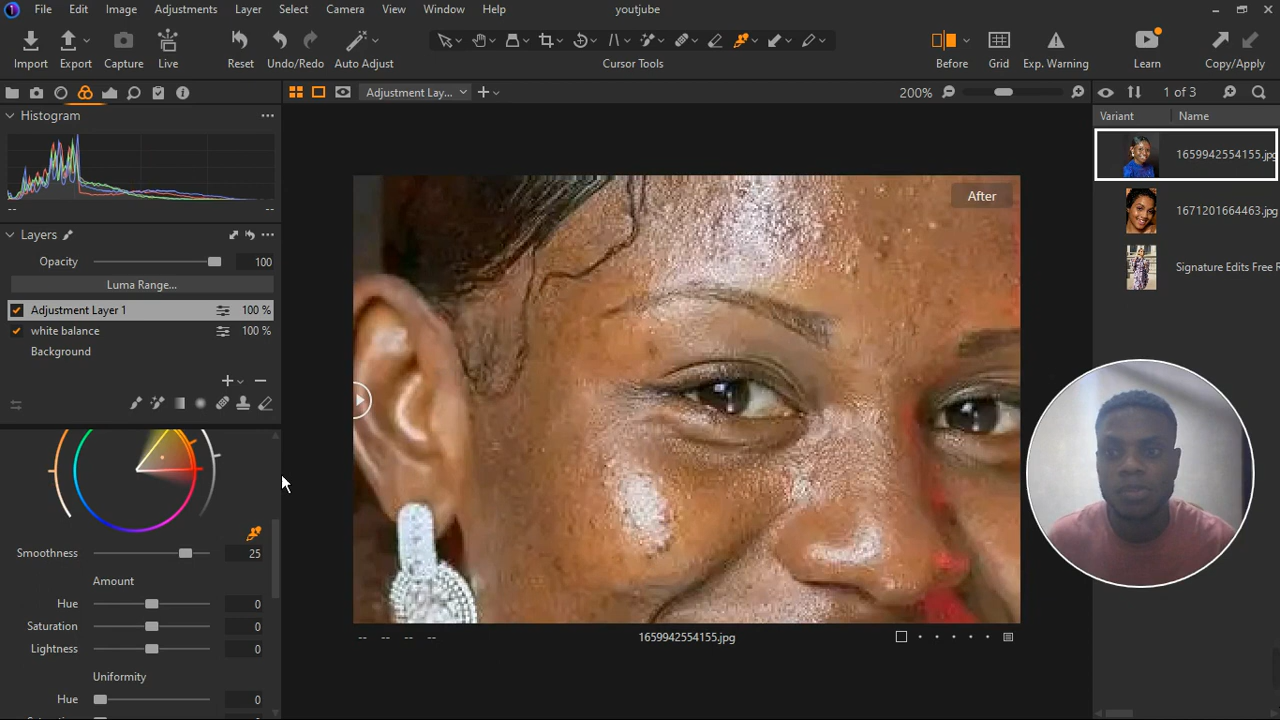 File Edit Image Adjustments Layer Select Camera View Window Help youtjube
Import Export Capture Live Reset Undo/Redo Auto Adjust Cursor Tools Before Grid Exp. Warning Learn Copy/Apply
Adjustment Lay... 200% 1 of 3
Histogram
Variant Name
-- --
1659942554155.jpg
1671201664463.jpg
Signature Edits Free R
Layers
Opacity 100
Luma Range...
Adjustment Layer 1 100 %
white balance 100 %
Background
After
Smoothness 25
Amount
Hue 0
Saturation 0
Lightness 0
Uniformity
Hue 0
-- -- -- -- 1659942554155.jpg